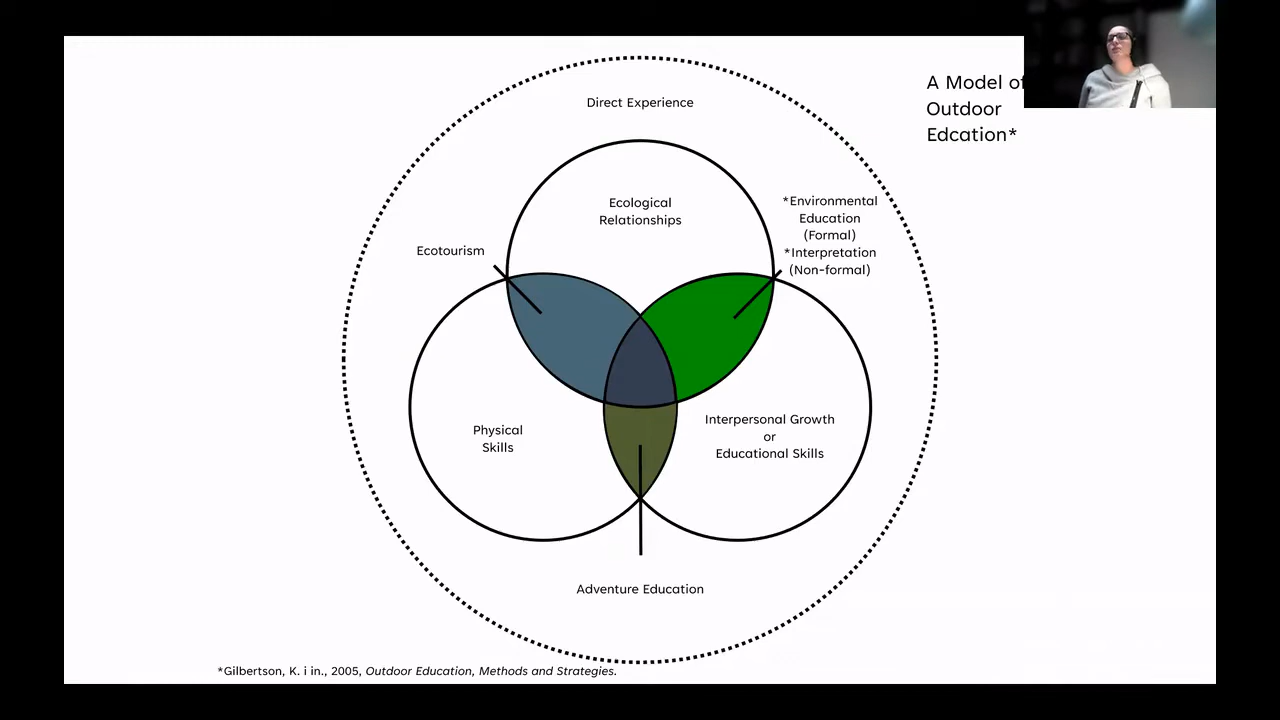 A Model of
Outdoor
Edcation*
Direct Experience
Ecological
Relationships
*Environmental
Education
(Formal)
*Interpretation
(Non-formal)
Ecotourism
Physical
Skills
Interpersonal Growth
or
Educational Skills
Adventure Education
*Gilbertson, K. i in., 2005, Outdoor Education, Methods and Strategies.